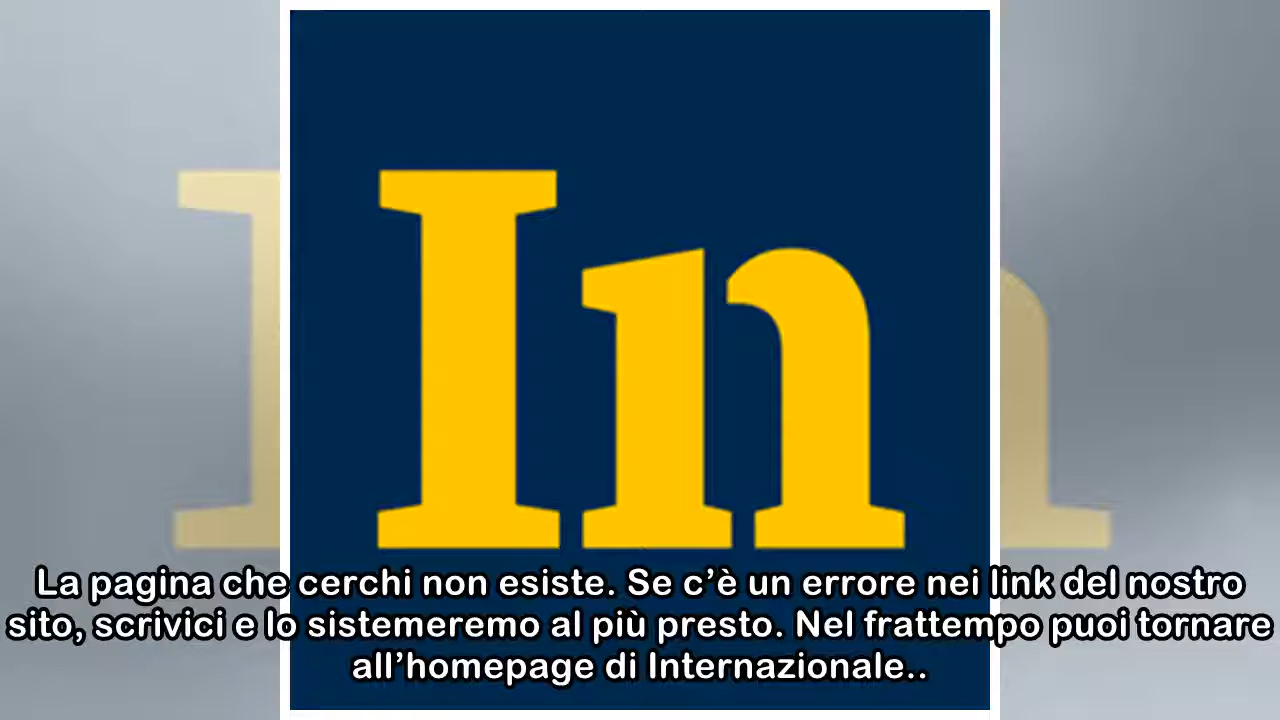 In
La pagina che cerchi non esiste. Se c’è un errore nei link del nostro
sito, scrivici e lo sistemeremo al più presto. Nel frattempo puoi tornare
all’homepage di Internazionale..